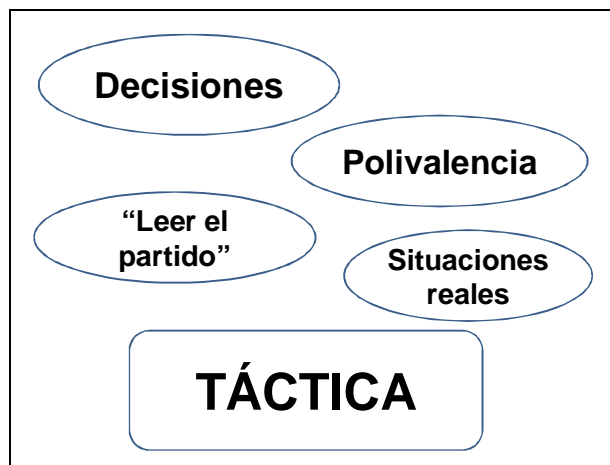 Decisiones
Polivalencia
“Leer el
partido”
Situaciones
reales
TÁCTICA